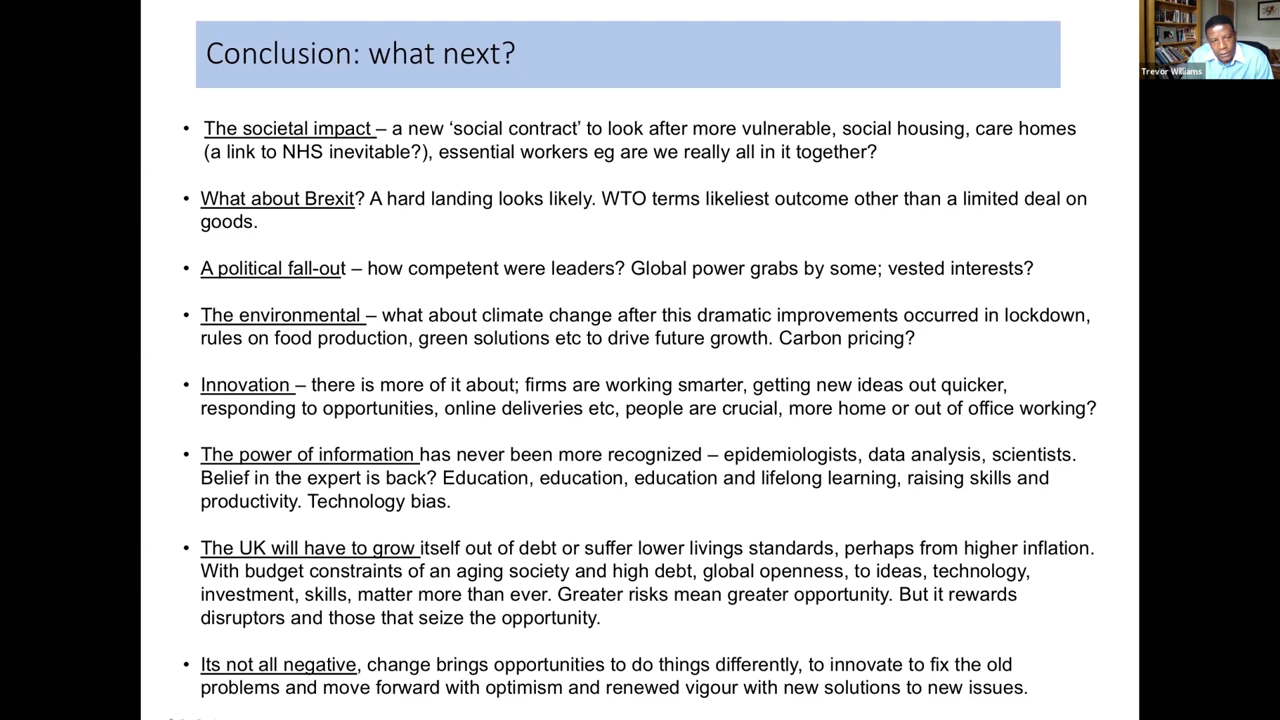 Conclusion: what next?
Trevor Williams
• The societal impact – a new ‘social contract’ to look after more vulnerable, social housing, care homes
(a link to NHS inevitable?), essential workers eg are we really all in it together?
• What about Brexit? A hard landing looks likely. WTO terms likeliest outcome other than a limited deal on
goods.
• A political fall-out – how competent were leaders? Global power grabs by some; vested interests?
• The environmental – what about climate change after this dramatic improvements occurred in lockdown,
rules on food production, green solutions etc to drive future growth. Carbon pricing?
• Innovation – there is more of it about; firms are working smarter, getting new ideas out quicker,
responding to opportunities, online deliveries etc, people are crucial, more home or out of office working?
• The power of information has never been more recognized – epidemiologists, data analysis, scientists.
Belief in the expert is back? Education, education, education and lifelong learning, raising skills and
productivity. Technology bias.
• The UK will have to grow itself out of debt or suffer lower livings standards, perhaps from higher inflation.
With budget constraints of an aging society and high debt, global openness, to ideas, technology,
investment, skills, matter more than ever. Greater risks mean greater opportunity. But it rewards
disruptors and those that seize the opportunity.
• Its not all negative, change brings opportunities to do things differently, to innovate to fix the old
problems and move forward with optimism and renewed vigour with new solutions to new issues.